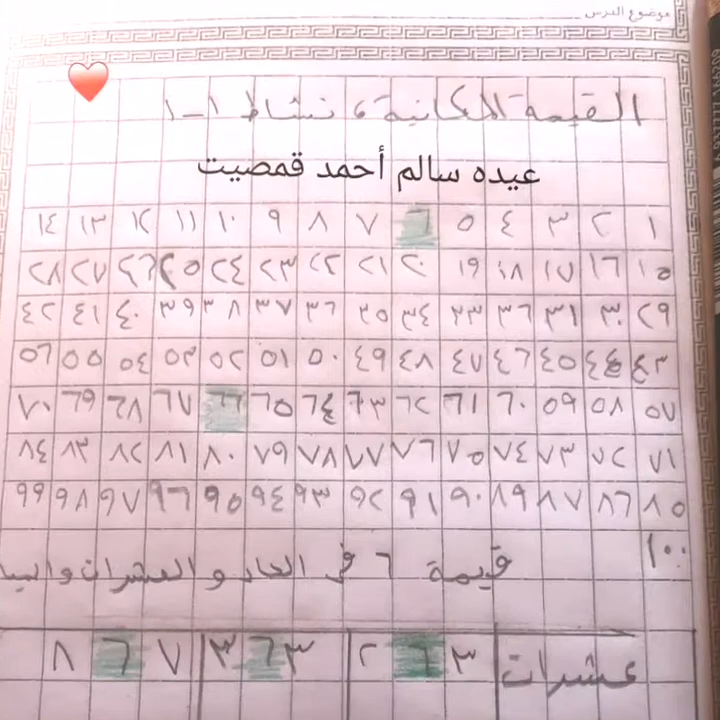 موضوع الدرس
القيمة المكانية، نشاط ١-١
عيده سالم أحمد قمصيت
١ ٢ ٣ ٤ ٥ ٦ ٧ ٨ ٩ ١٠ ١١ ١٢ ١٣ ١٤
١٥ ١٦ ١٧ ١٨ ١٩ ٢٠ ٢١ ٢٢ ٢٣ ٢٤ ٢٥ ٢٦ ٢٧ ٢٨
٢٩ ٣٠ ٣١ ٣٢ ٣٣ ٣٤ ٣٥ ٣٦ ٣٧ ٣٨ ٣٩ ٤٠ ٤١ ٤٢
٤٣ ٤٤ ٤٥ ٤٦ ٤٧ ٤٨ ٤٩ ٥٠ ٥١ ٥٢ ٥٣ ٥٤ ٥٥ ٥٦
٥٧ ٥٨ ٥٩ ٦٠ ٦١ ٦٢ ٦٣ ٦٤ ٦٥ ٦٦ ٦٧ ٦٨ ٦٩ ٧٠
٧١ ٧٢ ٧٣ ٧٤ ٧٥ ٧٦ ٧٧ ٧٨ ٧٩ ٨٠ ٨١ ٨٢ ٨٣ ٨٤
٨٥ ٨٦ ٨٧ ٨٨ ٨٩ ٩٠ ٩١ ٩٢ ٩٣ ٩٤ ٩٥ ٩٦ ٩٧ ٩٨ ٩٩
١٠٠
قيمة ٦ في الحاد و العشرات و
عشرات ٣ ٦ ٢ ٣ ٦ ٣ ٧ ٦ ٨